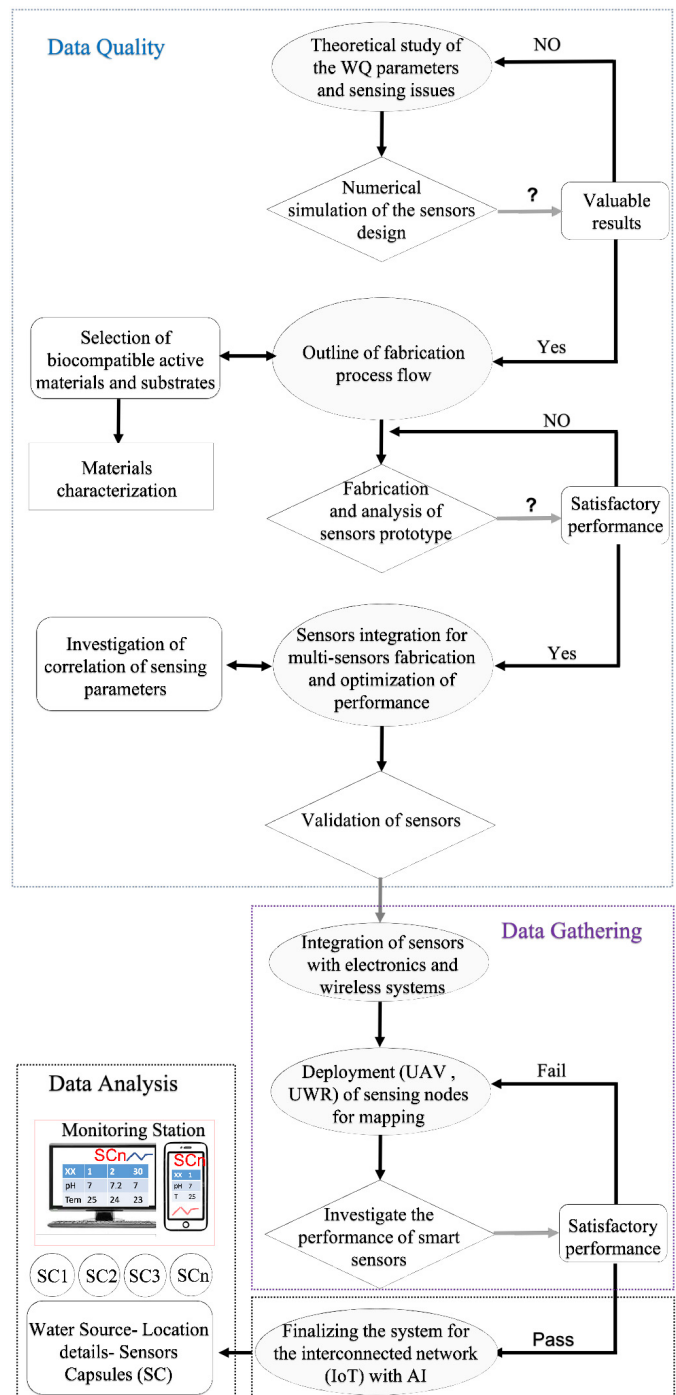 Data Quality
Theoretical study of
the WQ parameters
and sensing issues
NO
Numerical
simulation of the sensors
design
?
Valuable
results
Selection of
biocompatible active
materials and substrates
Outline of fabrication
process flow
Yes
NO
Materials
characterization
Fabrication
and analysis of
sensors prototype
?
Satisfactory
performance
Investigation of
correlation of sensing
parameters
Sensors integration for
multi-sensors fabrication
and optimization of
performance
Yes
Validation of sensors
Data Gathering
Integration of sensors
with electronics and
wireless systems
Deployment (UAV ,
UWR) of sensing nodes
for mapping
Fail
Investigate the
performance of smart
sensors
Satisfactory
performance
Data Analysis
Monitoring Station
SCn
XX 1 2 30
pH 7 7.2 7
Tem 25 24 23
SCn
XX 1
pH 7
T 25
SC1 SC2 SC3 SCn
Water Source- Location
details- Sensors
Capsules (SC)
Finalizing the system for
the interconnected network
(IoT) with AI
Pass